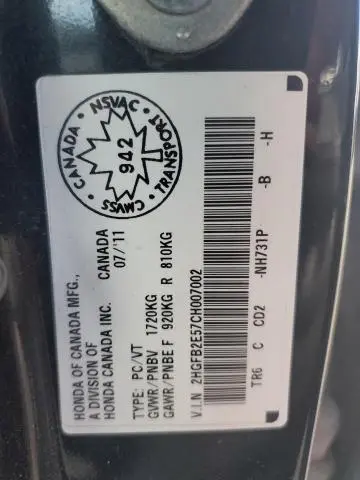 HONDA OF CANADA MFG.,
A DIVISION OF
HONDA CANADA INC.
CANADA
07/'11
CANADA NSVAC TRANSPORT CMVSS
942
TYPE: PC/VT
GVWR/PNBV 1720KG
GAWR/PNBE F 920KG R 810KG
V.I.N 2HGFB2E57CH007002
TR6 C CD2 -NH731P -B -H